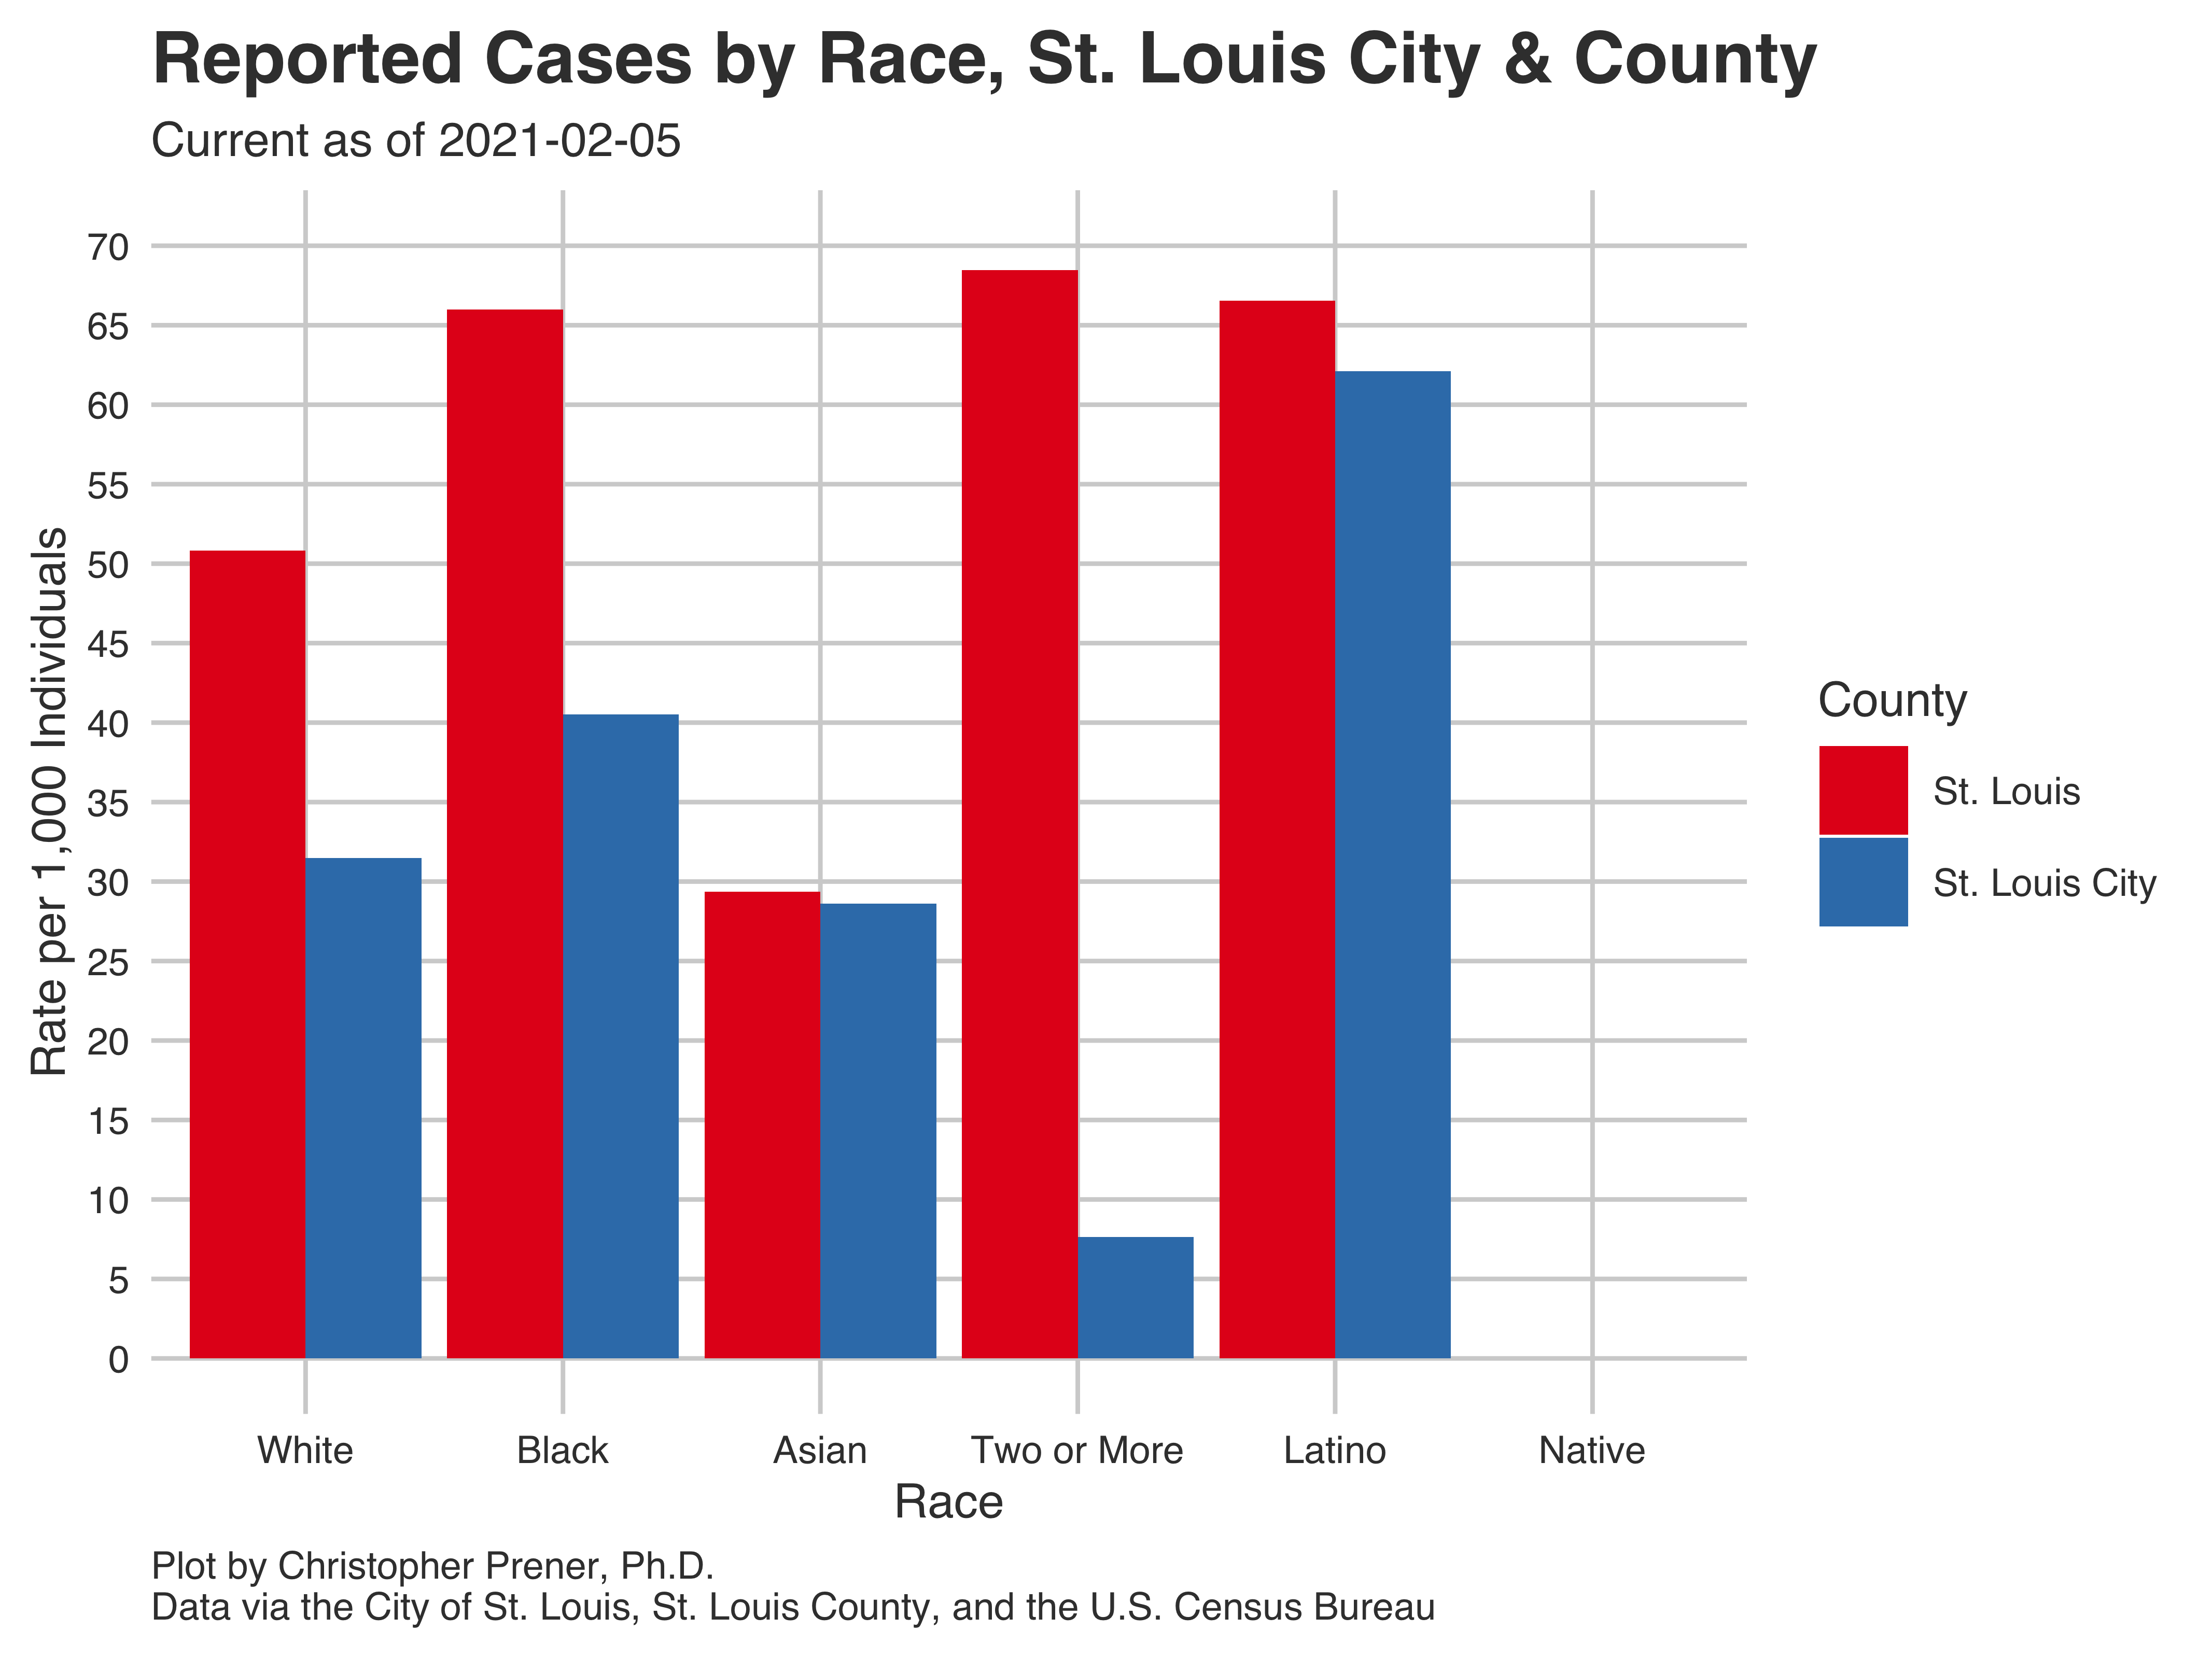 Reported Cases by Race, St. Louis City & County
Current as of 2021-02-05
Rate per 1,000 Individuals
70
65
60
55
50
45
40
35
30
25
20
15
10
5
0
White Black Asian Two or More Latino Native
Race
County
St. Louis
St. Louis City
Plot by Christopher Prener, Ph.D.
Data via the City of St. Louis, St. Louis County, and the U.S. Census Bureau